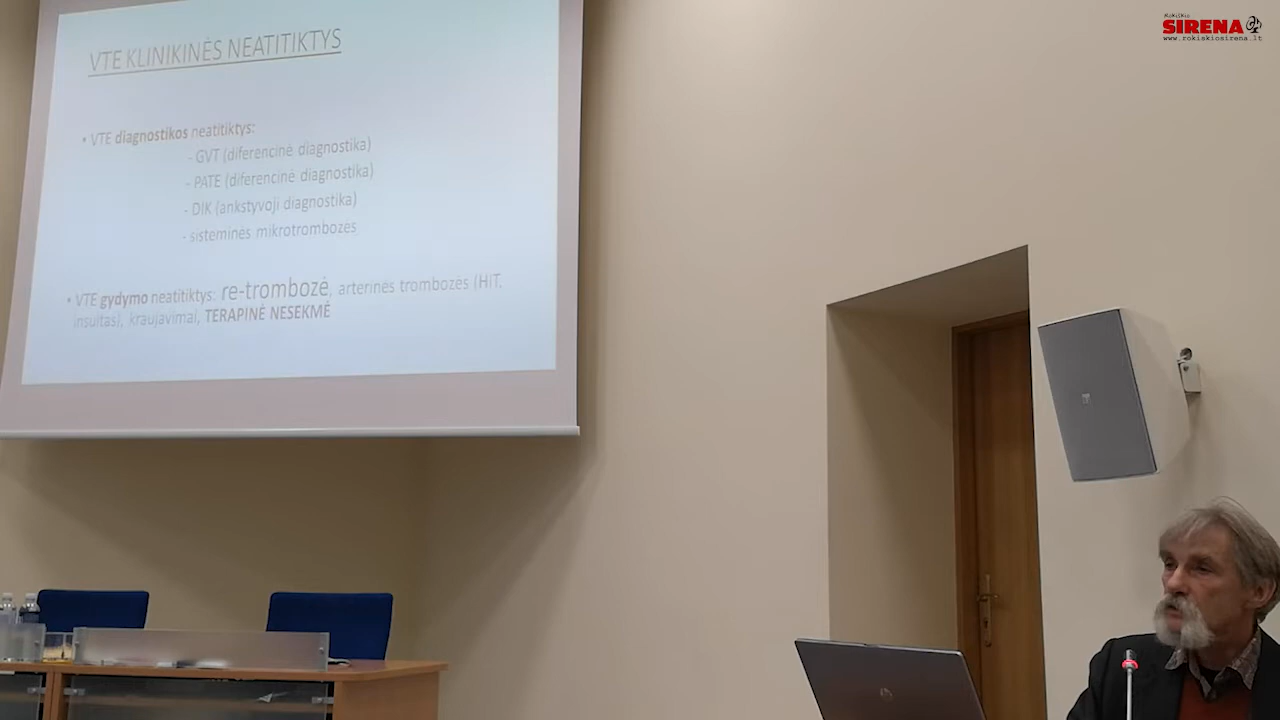 VTE KLINIKINĖS NEATITIKTYS
• VTE diagnostikos neatitiktys:
- GVT (diferencinė diagnostika)
- PATE (diferencinė diagnostika)
- DIK (ankstyvoji diagnostika)
- sisteminės mikrotrombozės
• VTE gydymo neatitiktys: re-trombozė, arterinės trombozės (HIT,
insultas), kraujavimai, TERAPINĖ NESEKMĖ
ROKIŠKIO
SIRENA
www.rokiskiosirena.lt